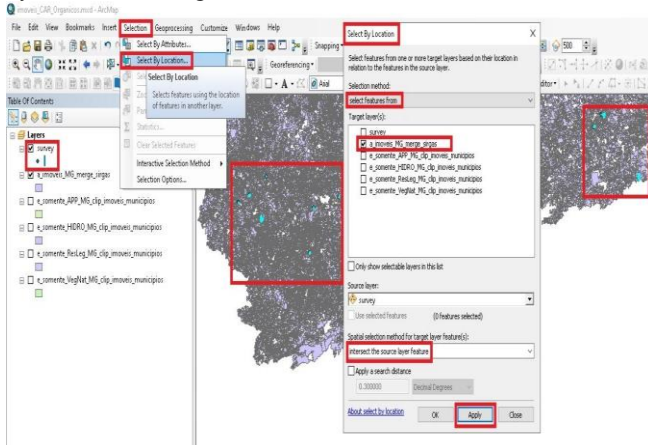 imoveis_CAR_Organicos.mxd - ArcMap
File Edit View Bookmarks Insert Selection Geoprocessing Customize Windows Help
Select By Attributes...
Select By Location...
Select By Location
Selects features using the location
of features in another layer.
Statistics...
Clear Selected Features
Interactive Selection Method
Selection Options...
Snapping
500
Georeferencing
A
Arial
Table Of Contents
Layers
survey
a_imoveis_MG_merge_sirgas
e_somente_APP_MG_clip_imoveis_municipios
e_somente_HIDRO_MG_clip_imoveis_municipios
e_somente_ResLeg_MG_clip_imoveis_municipios
e_somente_VegNat_MG_clip_imoveis_municipios
Select By Location
X
Select features from one or more target layers based on their location in
relation to the features in the source layer.
Selection method:
select features from
Target layer(s):
survey
a_imoveis_MG_merge_sirgas
e_somente_APP_MG_clip_imoveis_municipios
e_somente_HIDRO_MG_clip_imoveis_municipios
e_somente_ResLeg_MG_clip_imoveis_municipios
e_somente_VegNat_MG_clip_imoveis_municipios
Only show selectable layers in this list
Source layer:
survey
Use selected features (0 features selected)
Spatial selection method for target layer feature(s):
intersect the source layer feature
Apply a search distance
0.300000 Decimal Degrees
About select by location OK Apply Close